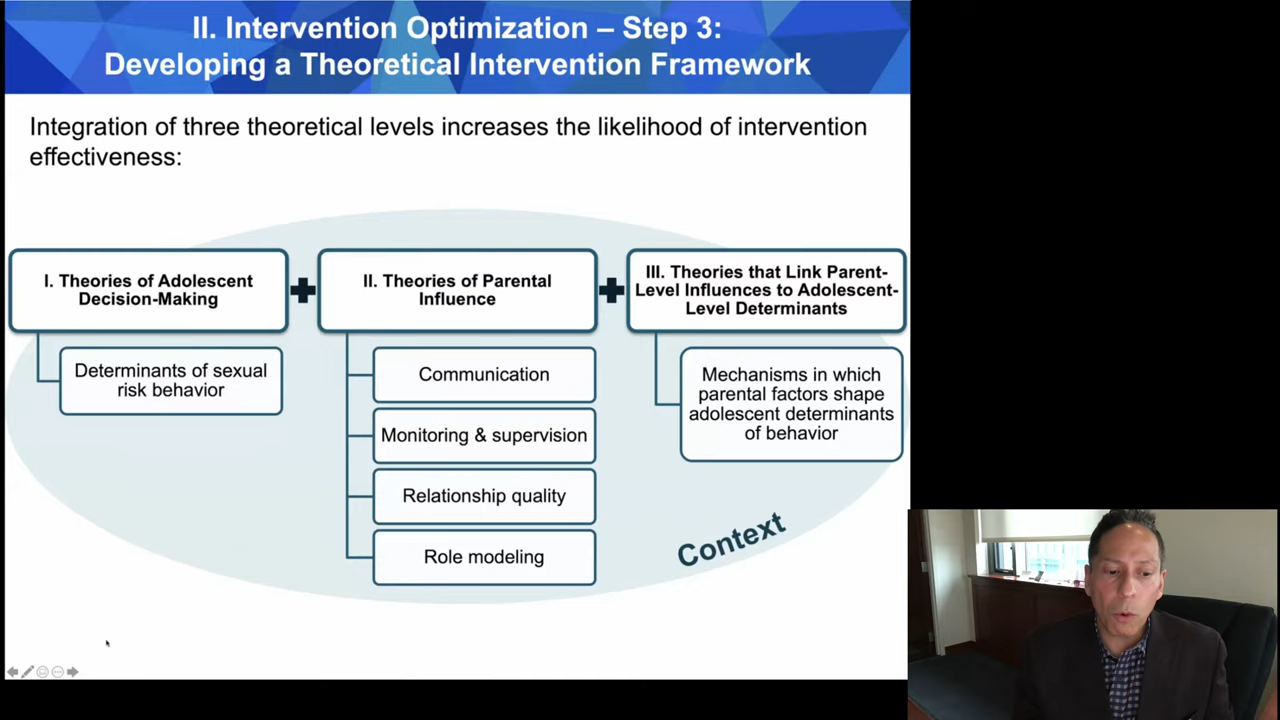 II. Intervention Optimization – Step 3:
Developing a Theoretical Intervention Framework
Integration of three theoretical levels increases the likelihood of intervention
effectiveness:
I. Theories of Adolescent
Decision-Making
Determinants of sexual
risk behavior
II. Theories of Parental
Influence
Communication
Monitoring & supervision
Relationship quality
Role modeling
III. Theories that Link Parent-
Level Influences to Adolescent-
Level Determinants
Mechanisms in which
parental factors shape
adolescent determinants
of behavior
Context